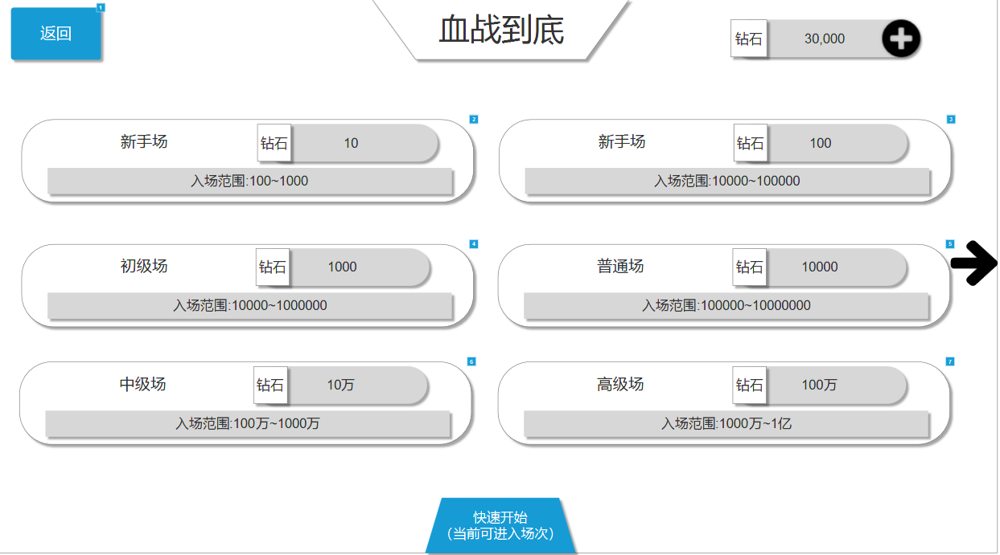 返回
1
血战到底
钻石
30,000
2
新手场
钻石
10
入场范围:100~1000
3
新手场
钻石
100
入场范围:10000~100000
4
初级场
钻石
1000
入场范围:10000~1000000
5
普通场
钻石
10000
入场范围:100000~10000000
6
中级场
钻石
10万
入场范围:100万~1000万
7
高级场
钻石
100万
入场范围:1000万~1亿
快速开始
（当前可进入场次）